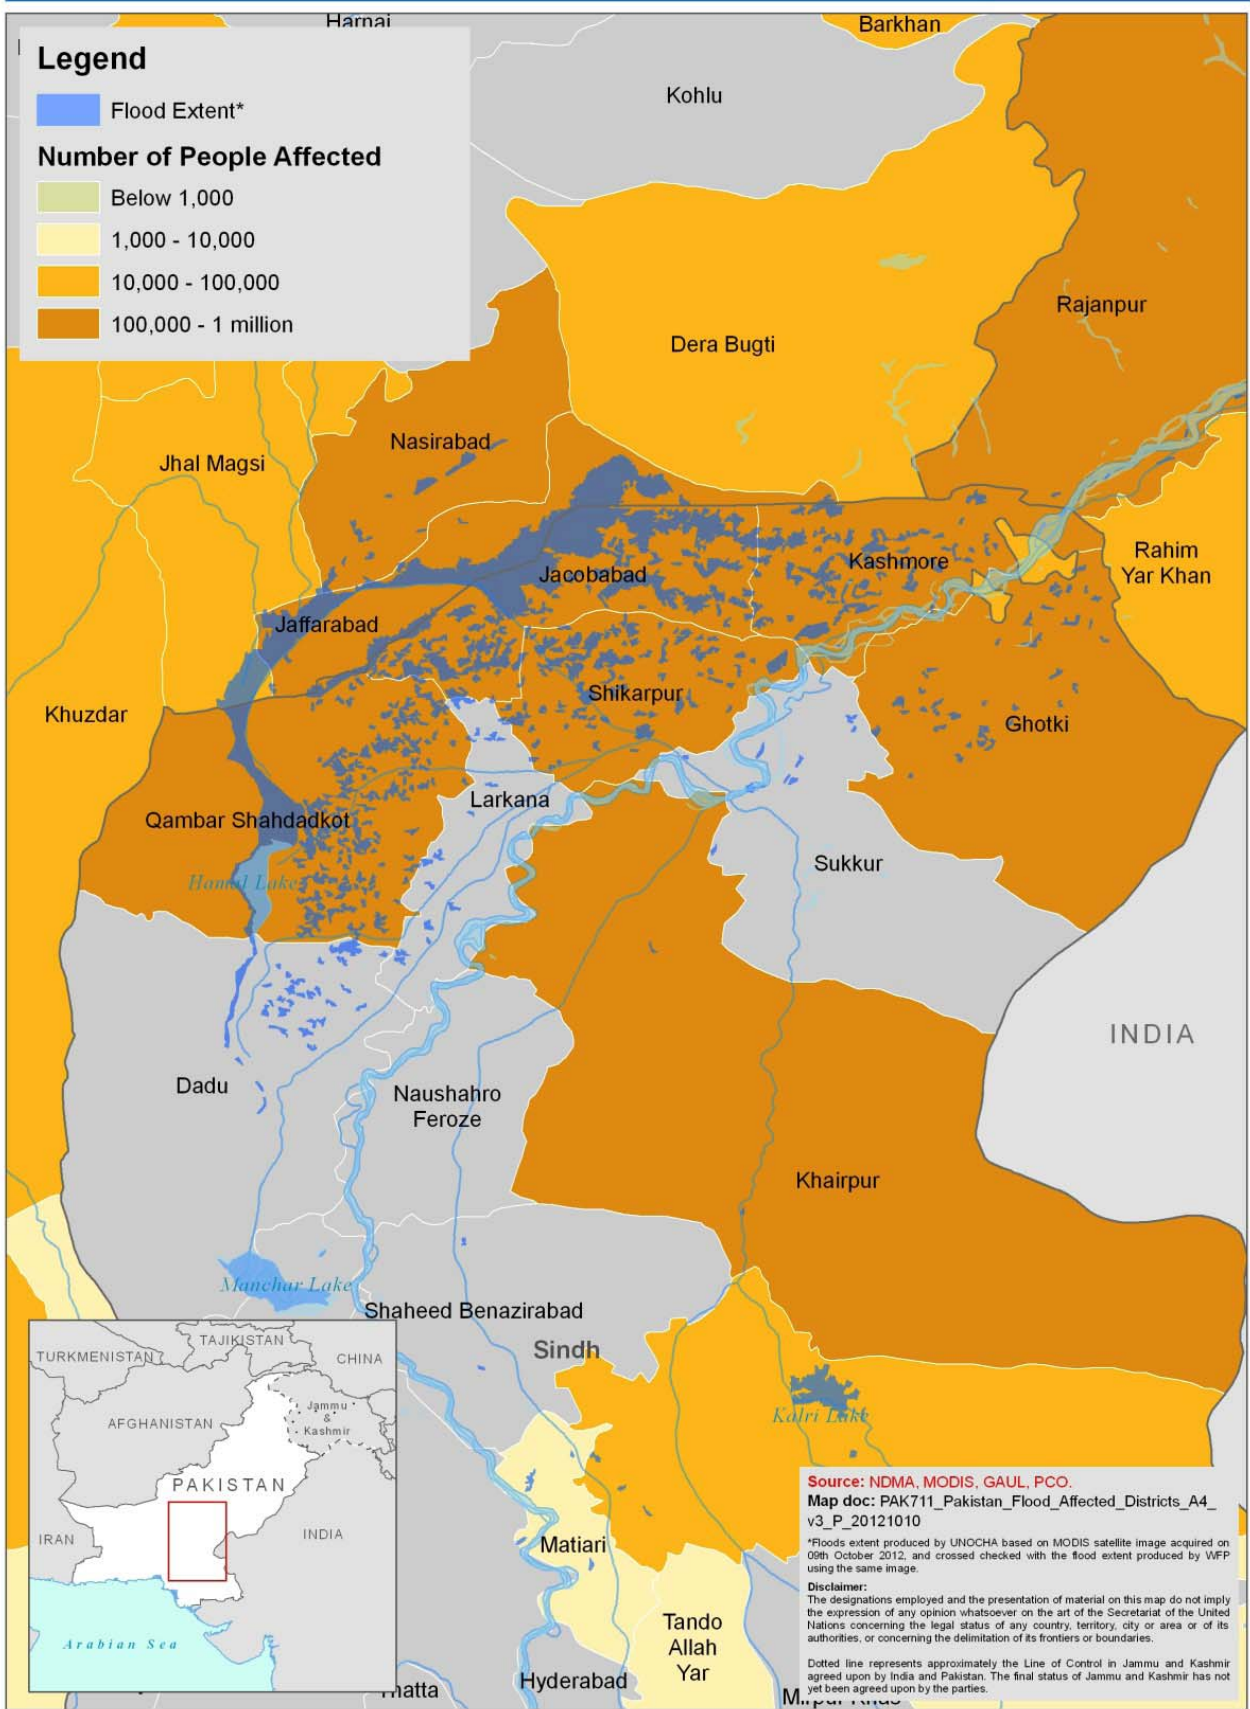 Harnai
Barkhan
Legend
Flood Extent*
Number of People Affected
Below 1,000
1,000 - 10,000
10,000 - 100,000
100,000 - 1 million
Kohlu
Rajanpur
Dera Bugti
Nasirabad
Jhal Magsi
Rahim
Yar Khan
Kashmore
Jacobabad
Jaffarabad
Shikarpur
Khuzdar
Ghotki
Larkana
Qambar Shahdadkot
Sukkur
Hamal Lake
INDIA
Dadu
Naushahro
Feroze
Khairpur
Manchar Lake
Shaheed Benazirabad
Sindh
Kalri Lake
Matiari
Tando
Allah
Yar
Hyderabad
TURKMENISTAN
TAJIKISTAN
CHINA
AFGHANISTAN
Jammu
&
Kashmir
PAKISTAN
IRAN
INDIA
Arabian Sea
Source: NDMA, MODIS, GAUL, PCO.
Map doc: PAK711_Pakistan_Flood_Affected_Districts_A4_
v3_P_20121010
*Floods extent produced by UNOCHA based on MODIS satellite image acquired on
09th October 2012, and crossed checked with the flood extent produced by WFP
using the same image.
Disclaimer:
The designations employed and the presentation of material on this map do not imply
the expression of any opinion whatsoever on the art of the Secretariat of the United
Nations concerning the legal status of any country, territory, city or area or of its
authorities, or concerning the delimitation of its frontiers or boundaries.
Dotted line represents approximately the Line of Control in Jammu and Kashmir
agreed upon by India and Pakistan. The final status of Jammu and Kashmir has not
yet been agreed upon by the parties.